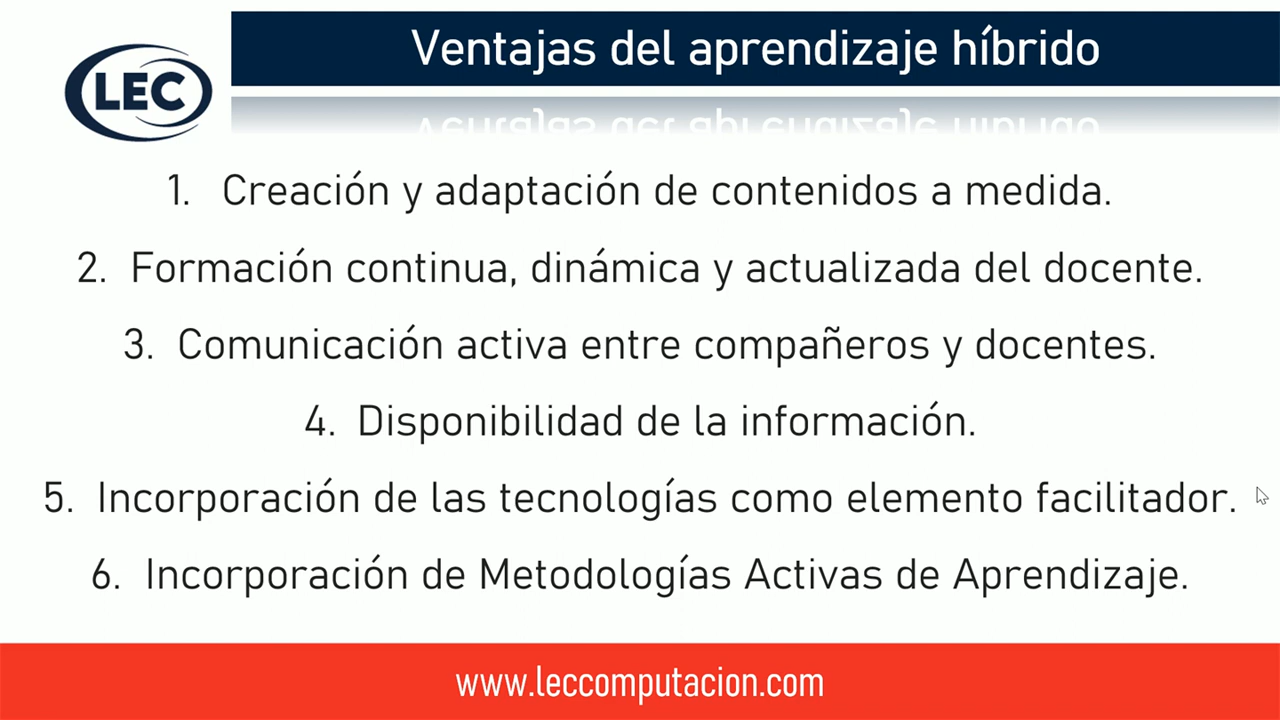 LEC
Ventajas del aprendizaje híbrido
1. Creación y adaptación de contenidos a medida.
2. Formación continua, dinámica y actualizada del docente.
3. Comunicación activa entre compañeros y docentes.
4. Disponibilidad de la información.
5. Incorporación de las tecnologías como elemento facilitador.
6. Incorporación de Metodologías Activas de Aprendizaje.
www.leccomputacion.com